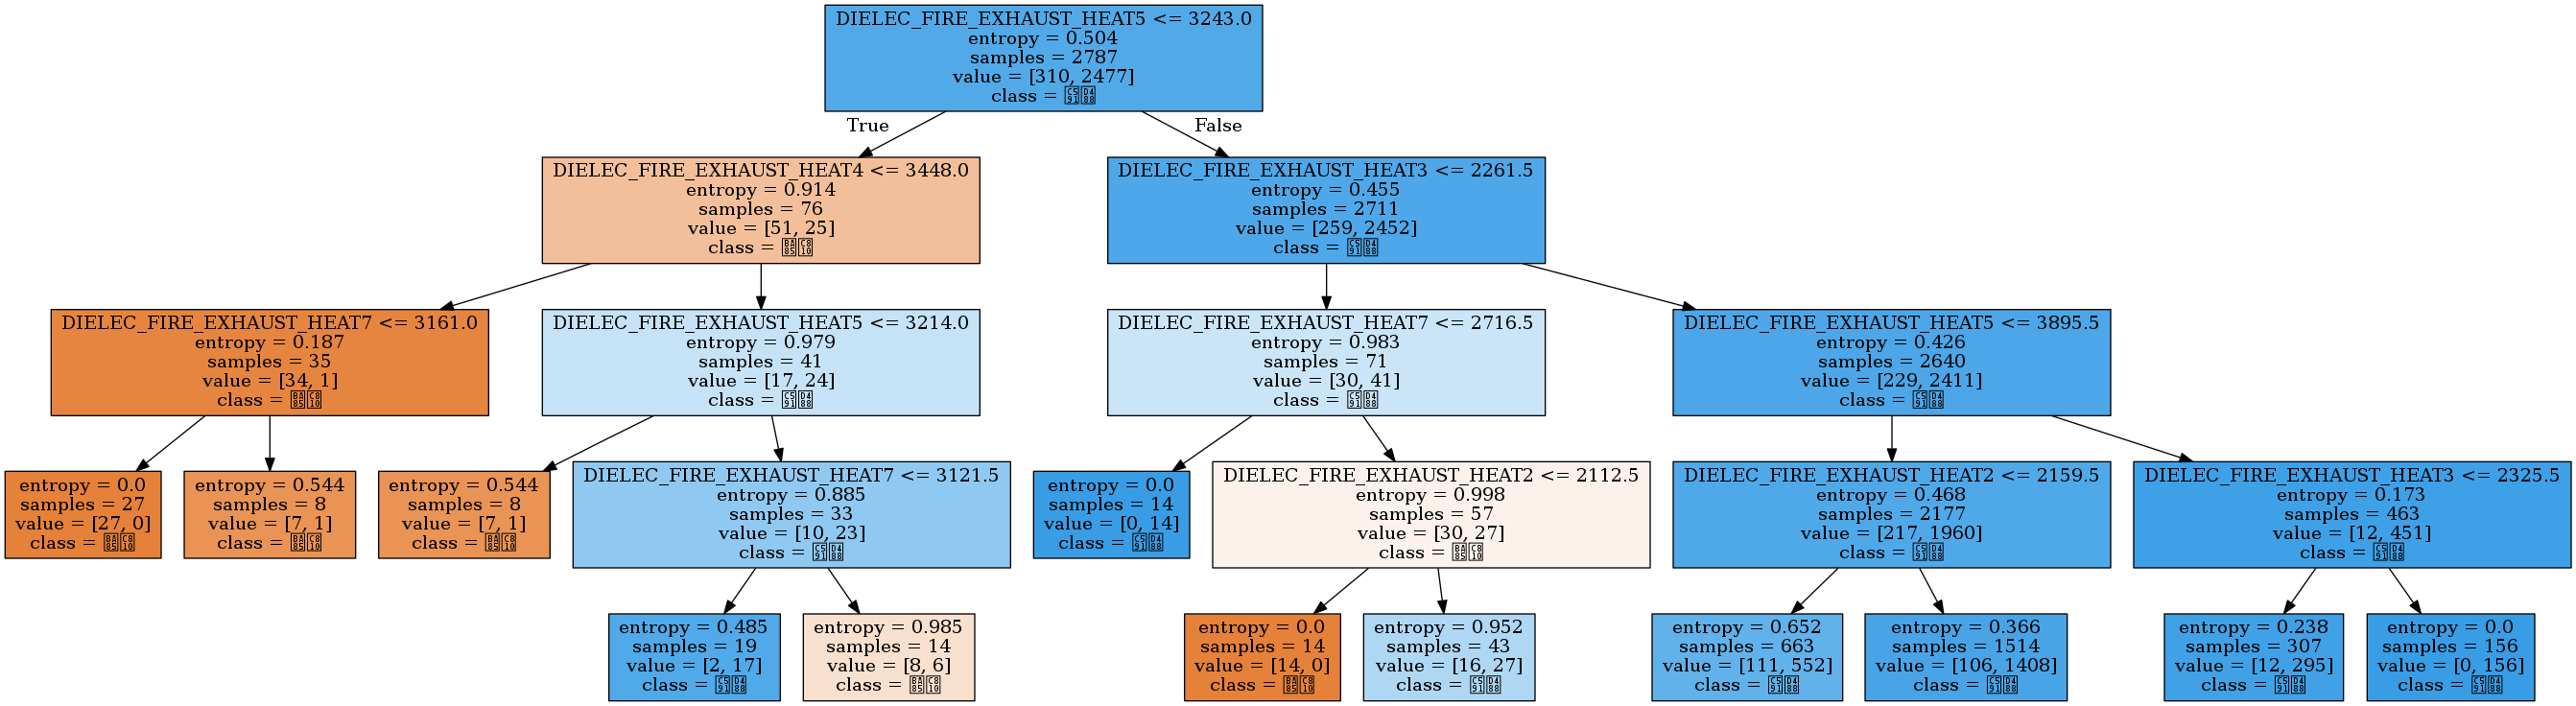 DIELEC_FIRE_EXHAUST_HEAT5 <= 3243.0
entropy = 0.504
samples = 2787
value = [310, 2477]
class =
True
False
DIELEC_FIRE_EXHAUST_HEAT4 <= 3448.0
entropy = 0.914
samples = 76
value = [51, 25]
class =
DIELEC_FIRE_EXHAUST_HEAT3 <= 2261.5
entropy = 0.455
samples = 2711
value = [259, 2452]
class =
DIELEC_FIRE_EXHAUST_HEAT7 <= 3161.0
entropy = 0.187
samples = 35
value = [34, 1]
class =
DIELEC_FIRE_EXHAUST_HEAT5 <= 3214.0
entropy = 0.979
samples = 41
value = [17, 24]
class =
DIELEC_FIRE_EXHAUST_HEAT7 <= 2716.5
entropy = 0.983
samples = 71
value = [30, 41]
class =
DIELEC_FIRE_EXHAUST_HEAT5 <= 3895.5
entropy = 0.426
samples = 2640
value = [229, 2411]
class =
entropy = 0.0
samples = 27
value = [27, 0]
class =
entropy = 0.544
samples = 8
value = [7, 1]
class =
entropy = 0.544
samples = 8
value = [7, 1]
class =
DIELEC_FIRE_EXHAUST_HEAT7 <= 3121.5
entropy = 0.885
samples = 33
value = [10, 23]
class =
entropy = 0.0
samples = 14
value = [0, 14]
class =
DIELEC_FIRE_EXHAUST_HEAT2 <= 2112.5
entropy = 0.998
samples = 57
value = [30, 27]
class =
DIELEC_FIRE_EXHAUST_HEAT2 <= 2159.5
entropy = 0.468
samples = 2177
value = [217, 1960]
class =
DIELEC_FIRE_EXHAUST_HEAT3 <= 2325.5
entropy = 0.173
samples = 463
value = [12, 451]
class =
entropy = 0.485
samples = 19
value = [2, 17]
class =
entropy = 0.985
samples = 14
value = [8, 6]
class =
entropy = 0.0
samples = 14
value = [14, 0]
class =
entropy = 0.952
samples = 43
value = [16, 27]
class =
entropy = 0.652
samples = 663
value = [111, 552]
class =
entropy = 0.366
samples = 1514
value = [106, 1408]
class =
entropy = 0.238
samples = 307
value = [12, 295]
class =
entropy = 0.0
samples = 156
value = [0, 156]
class =